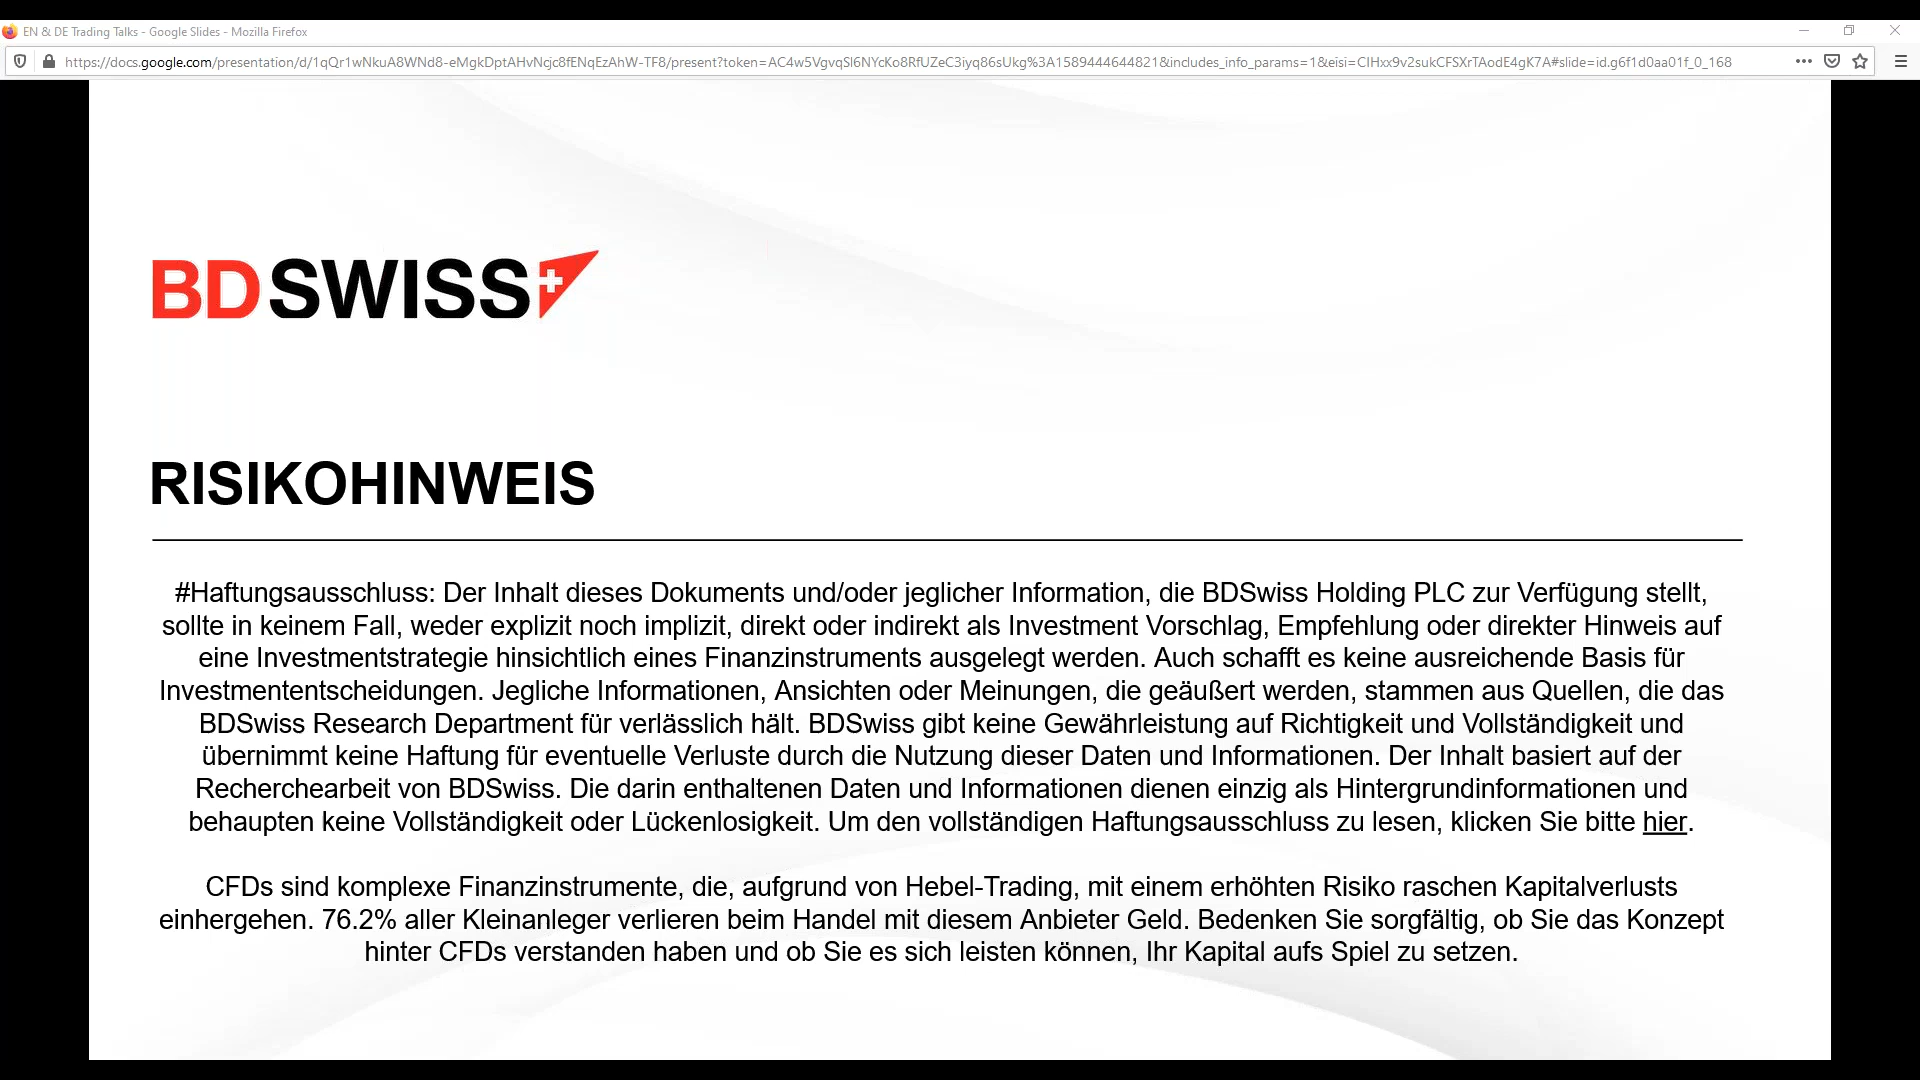 EN & DE Trading Talks - Google Slides - Mozilla Firefox
https://docs.google.com/presentation/d/1qQr1wNkuA8WNd8-eMgkDptAHvNcjc8fENqEzAhW-TF8/present?token=AC4w5VgvqSl6NYcKo8RfUZeC3iyq86sUkg%3A1589444644821&includes_info_params=1&eisi=CIHxx9v2sukCFSXrTAodE4gK7A#slide=id.g6f1d0aa01f_0_168
BDSWISS
RISIKOHINWEIS
#Haftungsausschluss: Der Inhalt dieses Dokuments und/oder jeglicher Information, die BDSwiss Holding PLC zur Verfügung stellt,
sollte in keinem Fall, weder explizit noch implizit, direkt oder indirekt als Investment Vorschlag, Empfehlung oder direkter Hinweis auf
eine Investmentstrategie hinsichtlich eines Finanzinstruments ausgelegt werden. Auch schafft es keine ausreichende Basis für
Investmententscheidungen. Jegliche Informationen, Ansichten oder Meinungen, die geäußert werden, stammen aus Quellen, die das
BDSwiss Research Department für verlässlich hält. BDSwiss gibt keine Gewährleistung auf Richtigkeit und Vollständigkeit und
übernimmt keine Haftung für eventuelle Verluste durch die Nutzung dieser Daten und Informationen. Der Inhalt basiert auf der
Recherchearbeit von BDSwiss. Die darin enthaltenen Daten und Informationen dienen einzig als Hintergrundinformationen und
behaupten keine Vollständigkeit oder Lückenlosigkeit. Um den vollständigen Haftungsausschluss zu lesen, klicken Sie bitte hier.
CFDs sind komplexe Finanzinstrumente, die, aufgrund von Hebel-Trading, mit einem erhöhten Risiko raschen Kapitalverlusts
einhergehen. 76.2% aller Kleinanleger verlieren beim Handel mit diesem Anbieter Geld. Bedenken Sie sorgfältig, ob Sie das Konzept
hinter CFDs verstanden haben und ob Sie es sich leisten können, Ihr Kapital aufs Spiel zu setzen.